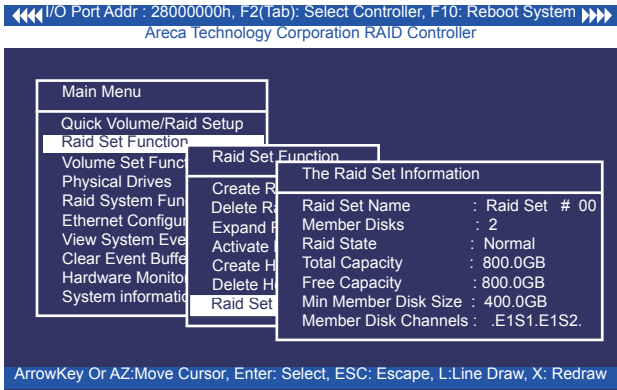 I/O Port Addr : 28000000h, F2(Tab): Select Controller, F10: Reboot System
Areca Technology Corporation RAID Controller
Main Menu
Quick Volume/Raid Setup
Raid Set Function
Volume Set Funct
Physical Drives
Raid System Fun
Ethernet Configur
View System Eve
Clear Event Buffe
Hardware Monito
System informatio
Raid Set Function
Create R
Delete Ra
Expand R
Activate
Create H
Delete Ho
Raid Set
The Raid Set Information
Raid Set Name : Raid Set # 00
Member Disks : 2
Raid State : Normal
Total Capacity : 800.0GB
Free Capacity : 800.0GB
Min Member Disk Size : 400.0GB
Member Disk Channels : .E1S1.E1S2.
ArrowKey Or AZ:Move Cursor, Enter: Select, ESC: Escape, L:Line Draw, X: Redraw